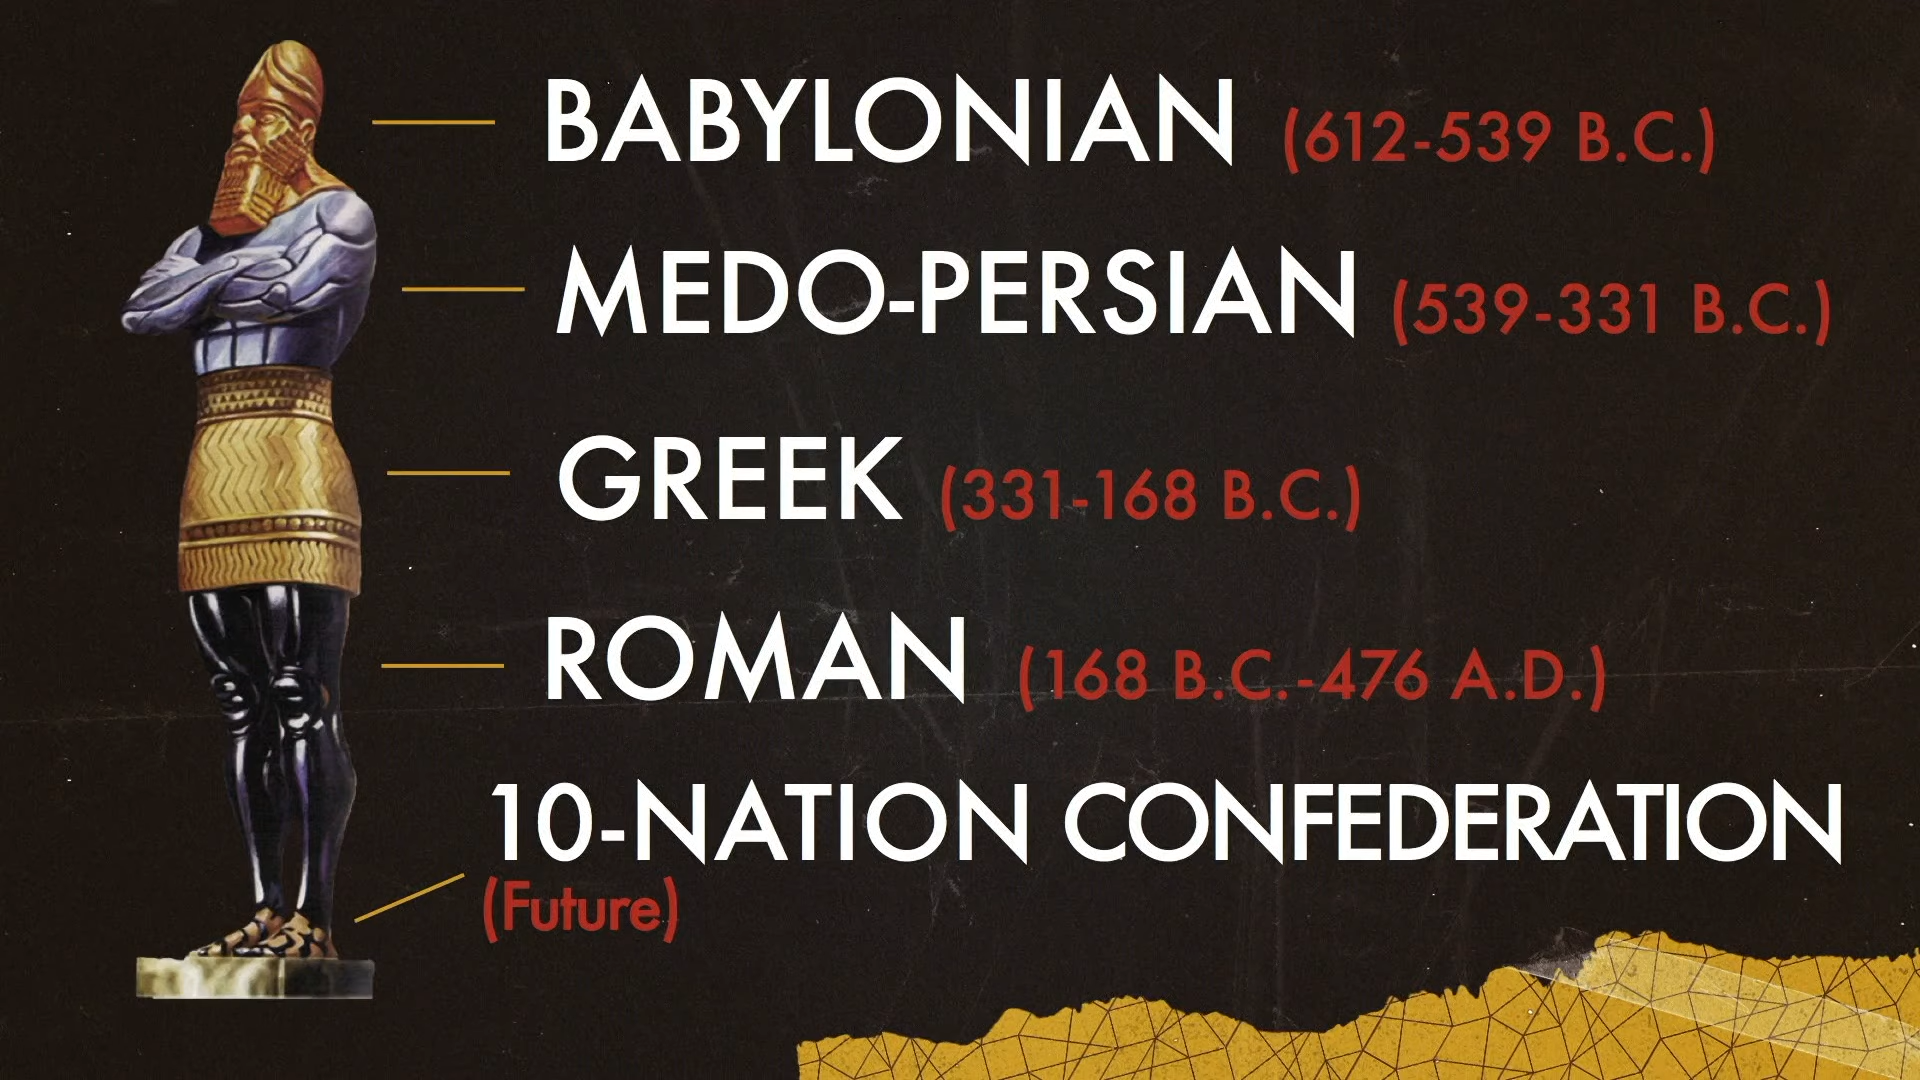 BABYLONIAN (612-539 B.C.)
MEDO-PERSIAN (539-331 B.C.)
GREEK (331-168 B.C.)
ROMAN (168 B.C.-476 A.D.)
10-NATION CONFEDERATION
(Future)